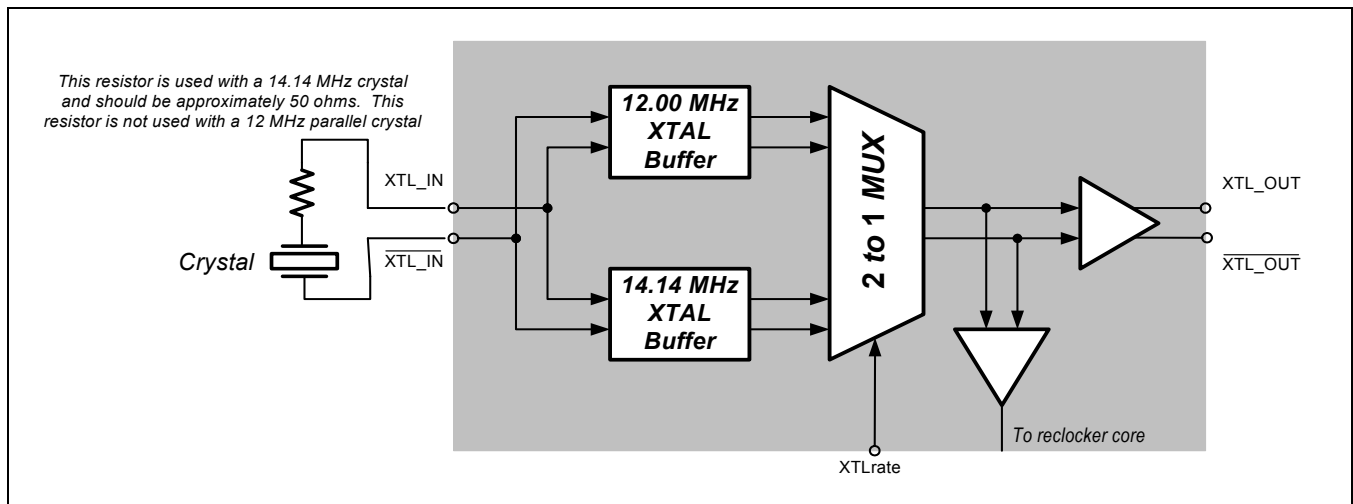 This resistor is used with a 14.14 MHz crystal
and should be approximately 50 ohms. This
resistor is not used with a 12 MHz parallel crystal
XTL_IN
XTL_IN
Crystal
12.00 MHz
XTAL
Buffer
14.14 MHz
XTAL
Buffer
2 to 1 MUX
XTL_OUT
XTL_OUT
To reclocker core
XTLrate